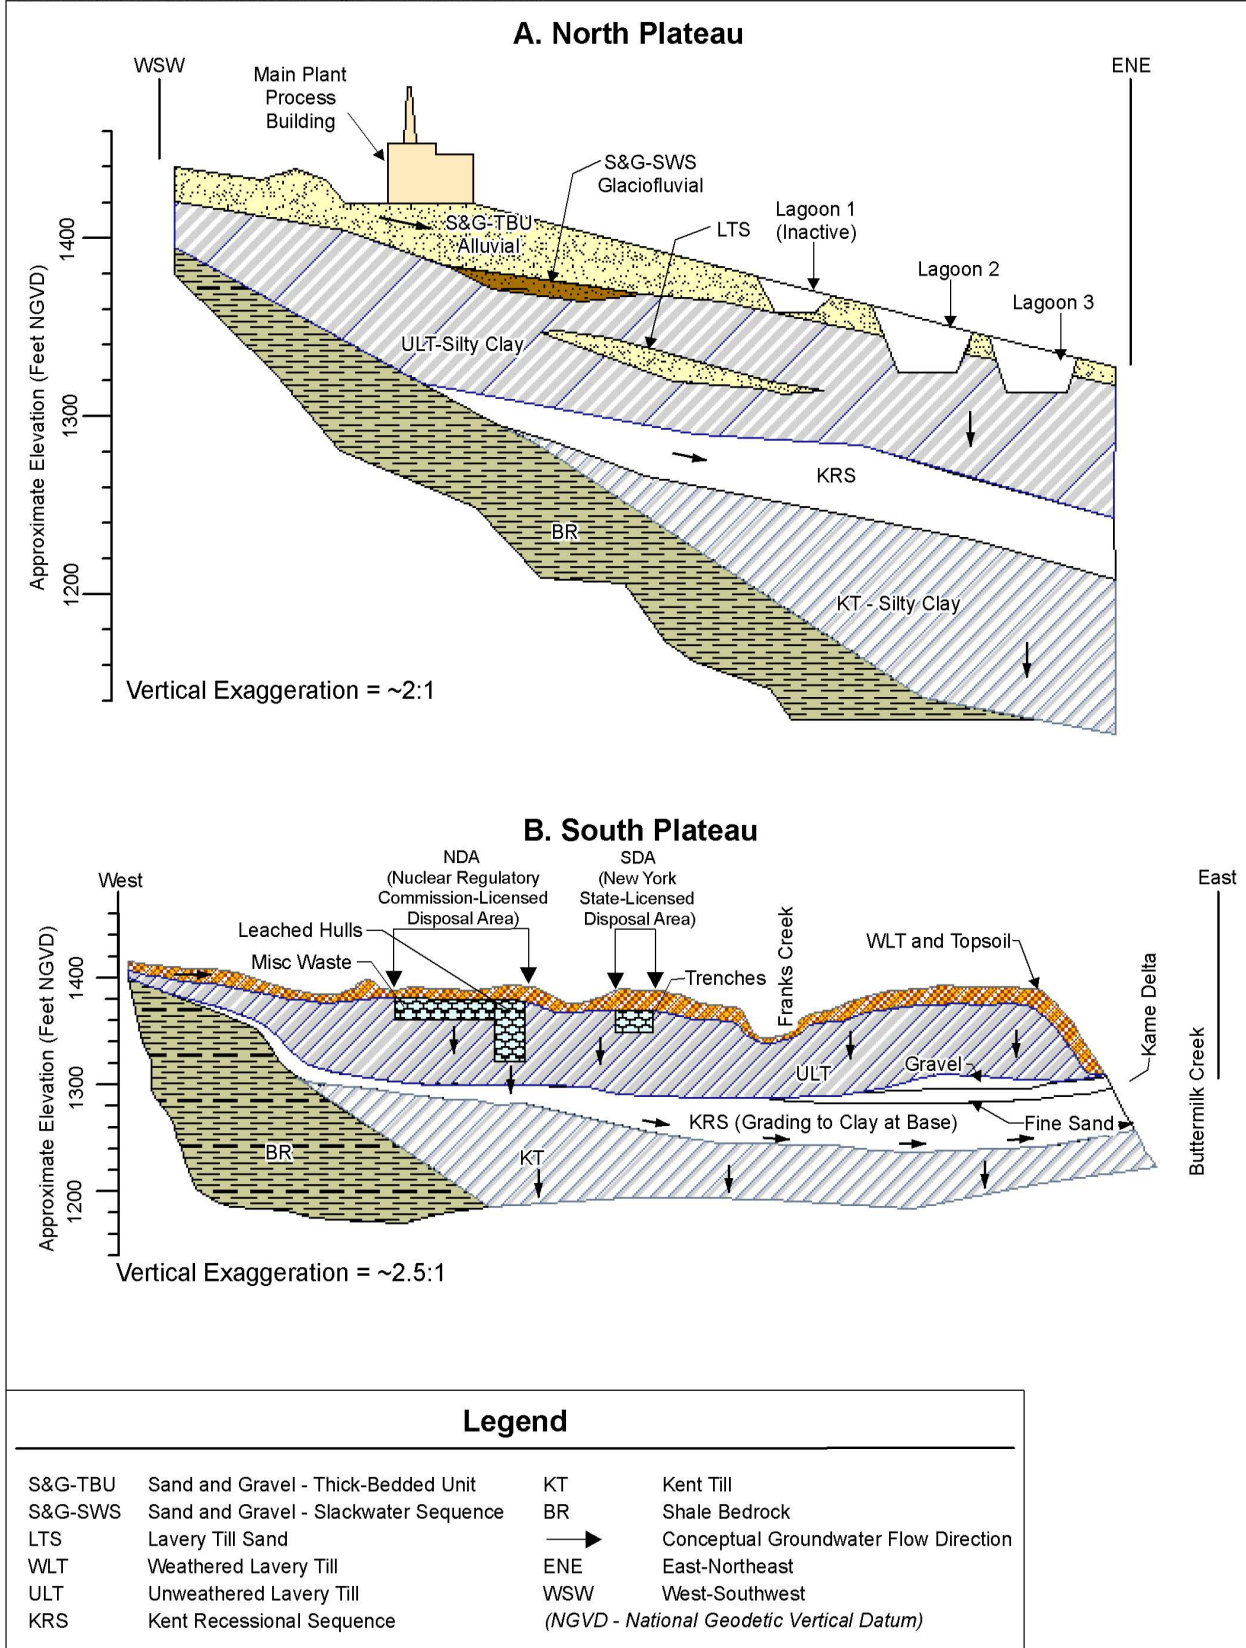 A. North Plateau
WSW
ENE
Main Plant
Process
Building
S&G-SWS
Glaciofluvial
LTS
Lagoon 1
(Inactive)
Lagoon 2
Lagoon 3
S&G-TBU
Alluvial
ULT-Silty Clay
KRS
BR
KT - Silty Clay
Approximate Elevation (Feet NGVD)
1400
1300
1200
Vertical Exaggeration = ~2:1
B. South Plateau
West
East
NDA
(Nuclear Regulatory
Commission-Licensed
Disposal Area)
SDA
(New York
State-Licensed
Disposal Area)
Leached Hulls
Misc Waste
Trenches
Franks Creek
WLT and Topsoil
Kame Delta
Buttermilk Creek
ULT
Gravel
KRS (Grading to Clay at Base)
Fine Sand
BR
KT
Approximate Elevation (Feet NGVD)
1400
1300
1200
Vertical Exaggeration = ~2.5:1
Legend
S&G-TBU Sand and Gravel - Thick-Bedded Unit KT Kent Till
S&G-SWS Sand and Gravel - Slackwater Sequence BR Shale Bedrock
LTS Lavery Till Sand Conceptual Groundwater Flow Direction
WLT Weathered Lavery Till ENE East-Northeast
ULT Unweathered Lavery Till WSW West-Southwest
KRS Kent Recessional Sequence (NGVD - National Geodetic Vertical Datum)